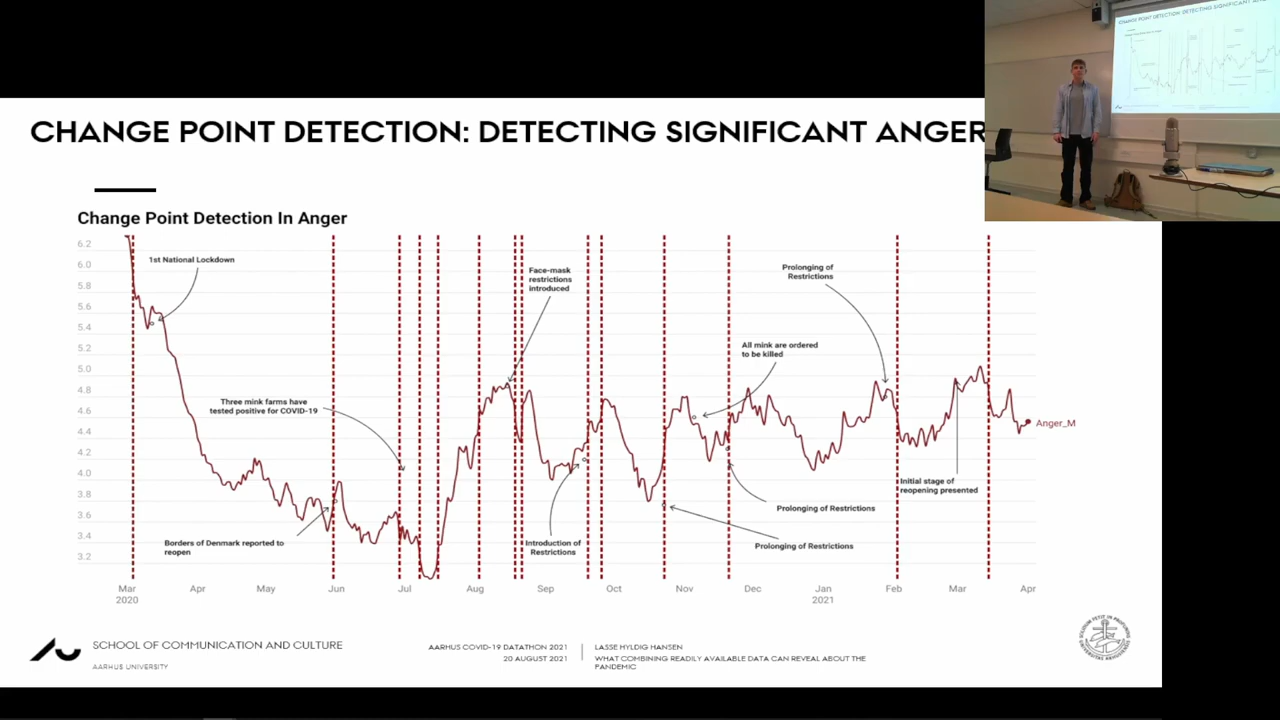 CHANGE POINT DETECTION: DETECTING SIGNIFICANT ANGER
CHANGE POINT DETECTION: DETECTING SIGNIFICANT ANGER
Change Point Detection In Anger
6.2
6.0
5.8
5.6
5.4
5.2
5.0
4.8
4.6
4.4
4.2
4.0
3.8
3.6
3.4
3.2
1st National Lockdown
Three mink farms have
tested positive for COVID-19
Borders of Denmark reported to
reopen
Face-mask
restrictions
introduced
Introduction of
Restrictions
Prolonging of
Restrictions
All mink are ordered
to be killed
Prolonging of Restrictions
Prolonging of Restrictions
Initial stage of
reopening presented
Anger_M
Mar
2020
Apr
May
Jun
Jul
Aug
Sep
Oct
Nov
Dec
Jan
2021
Feb
Mar
Apr
SCHOOL OF COMMUNICATION AND CULTURE
AARHUS UNIVERSITY
AARHUS COVID-19 DATATHON 2021
20 AUGUST 2021
LASSE HYLDIG HANSEN
WHAT COMBINING READILY AVAILABLE DATA CAN REVEAL ABOUT THE
PANDEMIC